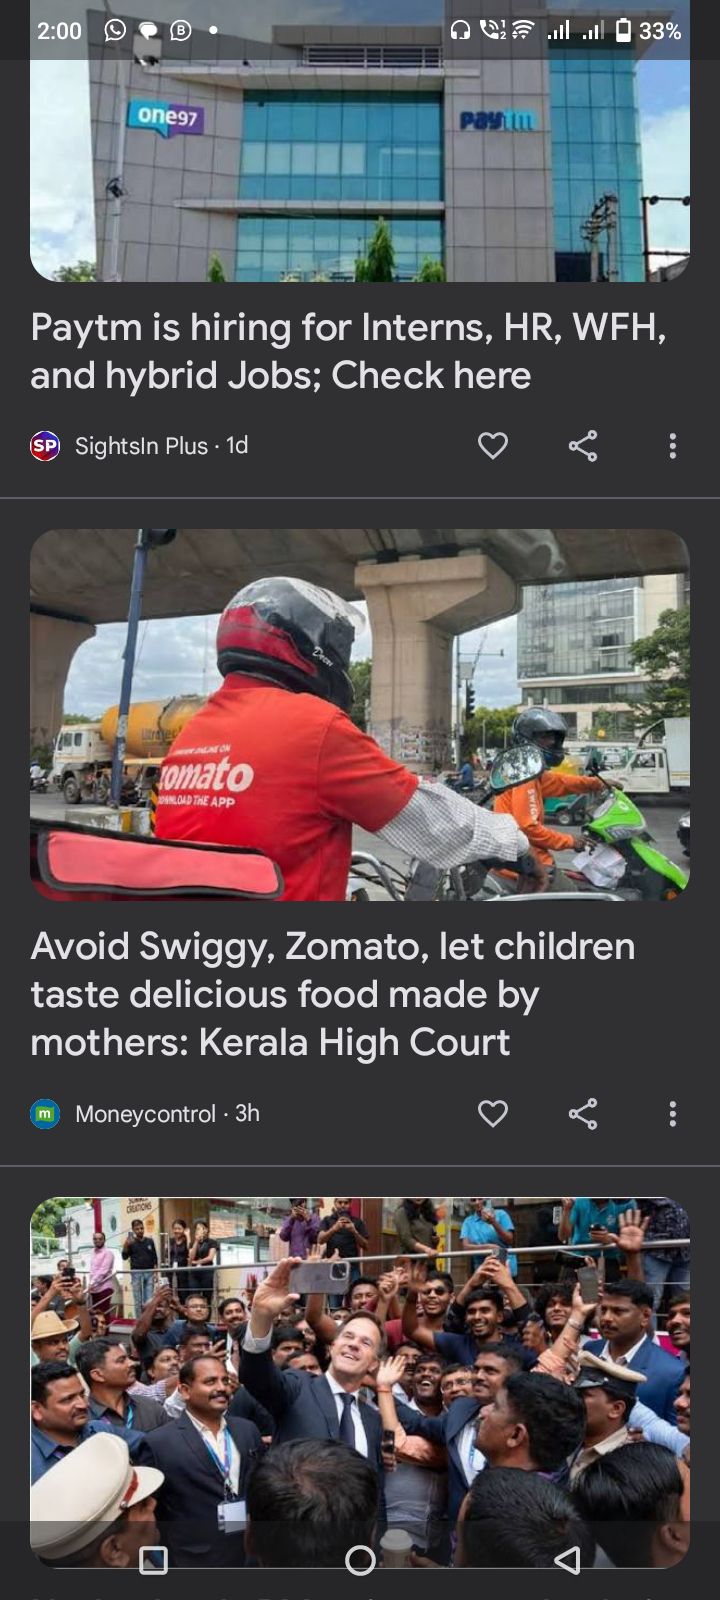 2:00
33%
one97
paytm
Paytm is hiring for Interns, HR, WFH,
and hybrid Jobs; Check here
SP
SightsIn Plus · 1d
zomato
DOWNLOAD THE APP
Avoid Swiggy, Zomato, let children
taste delicious food made by
mothers: Kerala High Court
m
Moneycontrol · 3h
CREATIONS